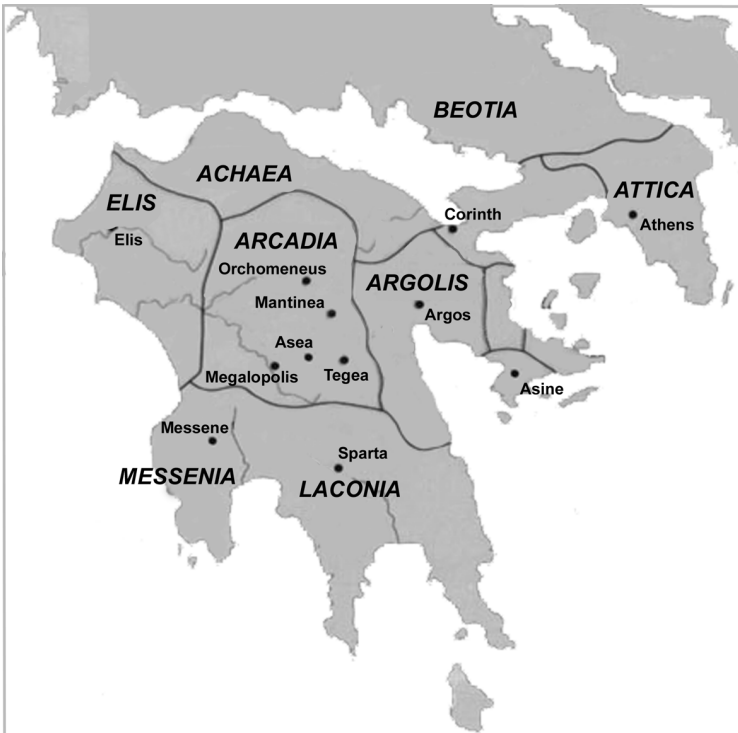 BEOTIA
ACHAEA
ATTICA
ELIS
Corinth
Athens
Elis
ARCADIA
Orchomeneus
ARGOLIS
Mantinea
Argos
Asea
Megalopolis
Tegea
Asine
Messene
Sparta
MESSENIA
LACONIA